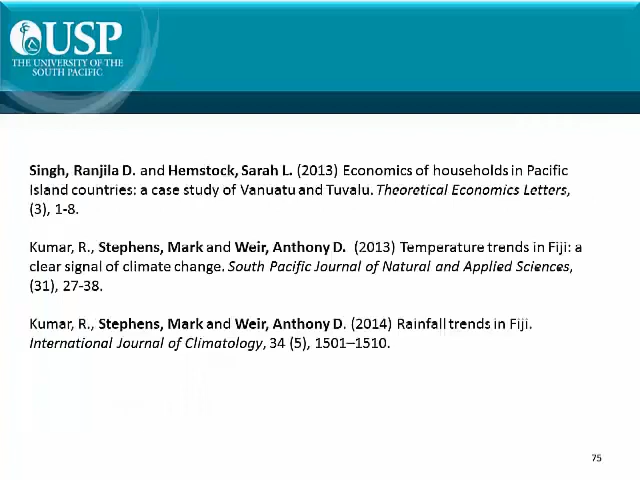 USP
THE UNIVERSITY OF THE
SOUTH PACIFIC
Singh, Ranjila D. and Hemstock, Sarah L. (2013) Economics of households in Pacific
Island countries: a case study of Vanuatu and Tuvalu. Theoretical Economics Letters,
(3), 1-8.
Kumar, R., Stephens, Mark and Weir, Anthony D. (2013) Temperature trends in Fiji: a
clear signal of climate change. South Pacific Journal of Natural and Applied Sciences,
(31), 27-38.
Kumar, R., Stephens, Mark and Weir, Anthony D. (2014) Rainfall trends in Fiji.
International Journal of Climatology, 34 (5), 1501–1510.
75